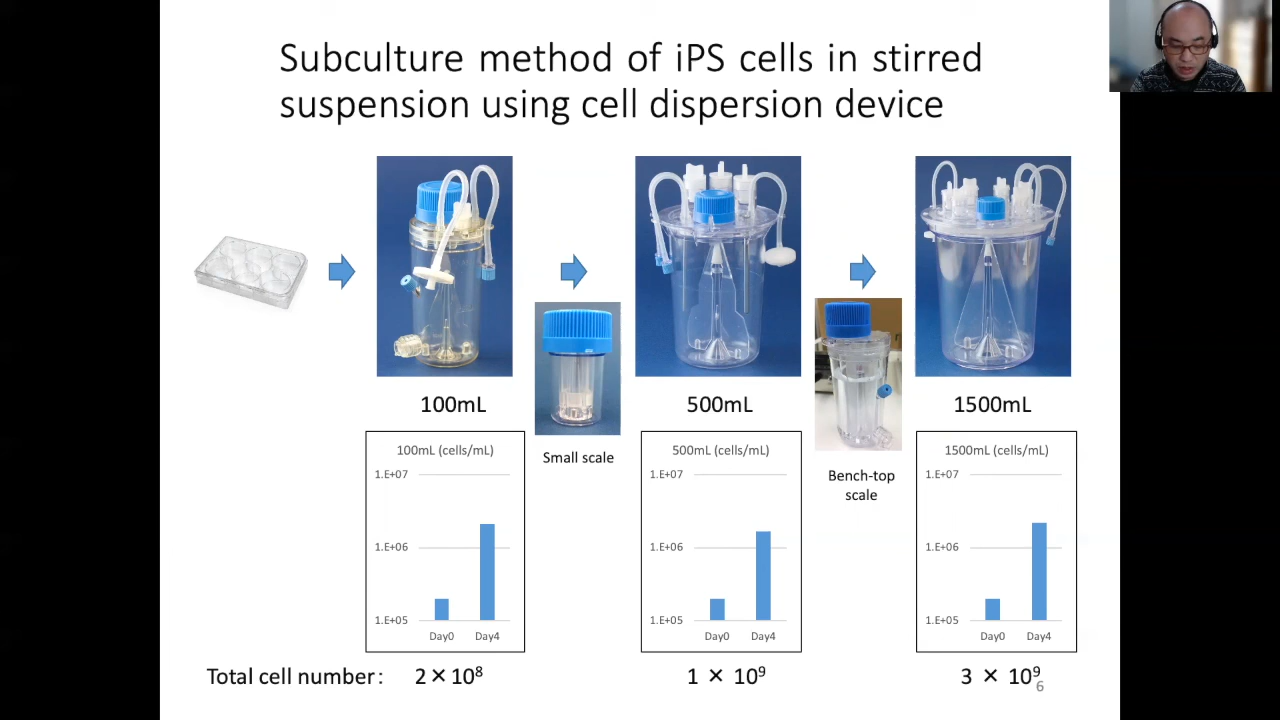 Subculture method of iPS cells in stirred
suspension using cell dispersion device
100mL
500mL
1500mL
Small scale
Bench-top
scale
100mL (cells/mL)
1.E+07
1.E+06
1.E+05
Day0
Day4
500mL (cells/mL)
1.E+07
1.E+06
1.E+05
Day0
Day4
1500mL (cells/mL)
1.E+07
1.E+06
1.E+05
Day0
Day4
Total cell number: 2×10⁸ 1 × 10⁹ 3 × 10⁹
6